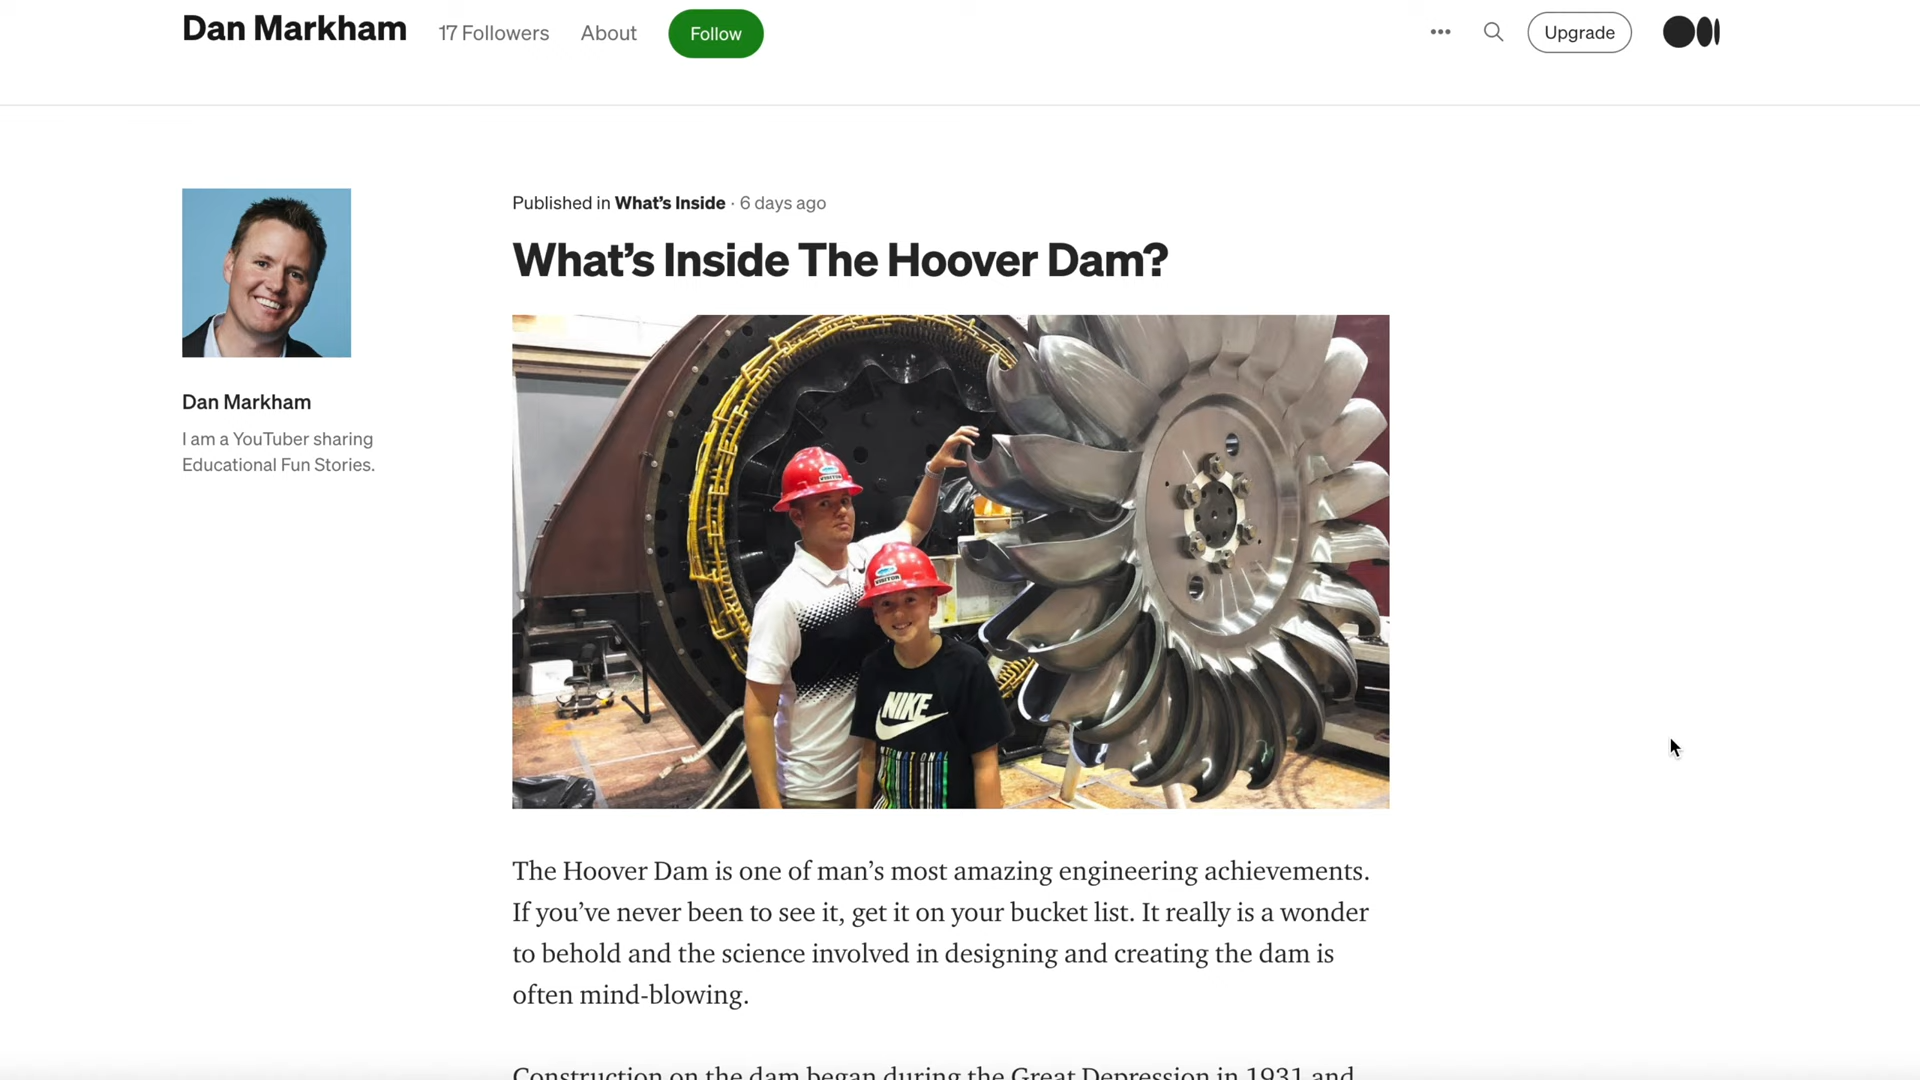 Dan Markham 17 Followers About Follow Upgrade
Published in What’s Inside · 6 days ago
What’s Inside The Hoover Dam?
Dan Markham
I am a YouTuber sharing
Educational Fun Stories.
VISITOR
VISITOR
NIKE
INTERNATIONAL
The Hoover Dam is one of man’s most amazing engineering achievements.
If you’ve never been to see it, get it on your bucket list. It really is a wonder
to behold and the science involved in designing and creating the dam is
often mind-blowing.
Construction on the dam began during the Great Depression in 1931 and